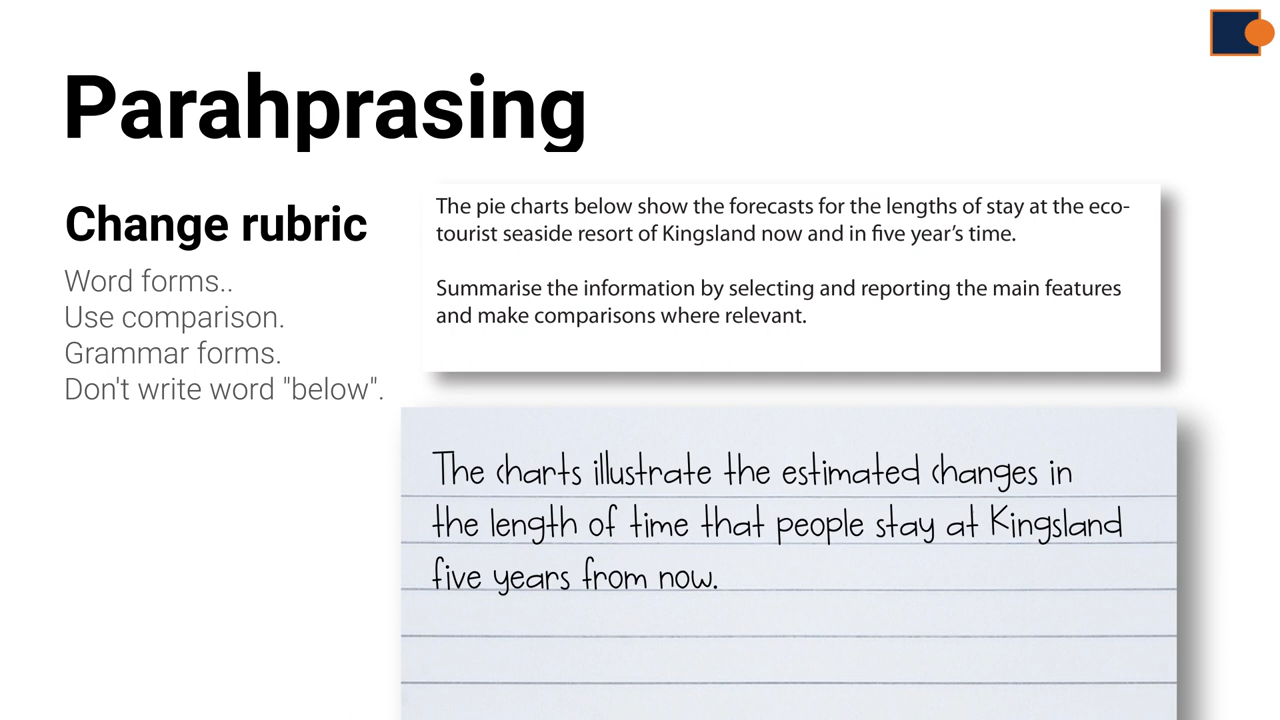 Parahprasing
Change rubric
Word forms..
Use comparison.
Grammar forms.
Don't write word "below".
The pie charts below show the forecasts for the lengths of stay at the eco-
tourist seaside resort of Kingsland now and in five year's time.
Summarise the information by selecting and reporting the main features
and make comparisons where relevant.
The charts illustrate the estimated changes in
the length of time that people stay at Kingsland
five years from now.